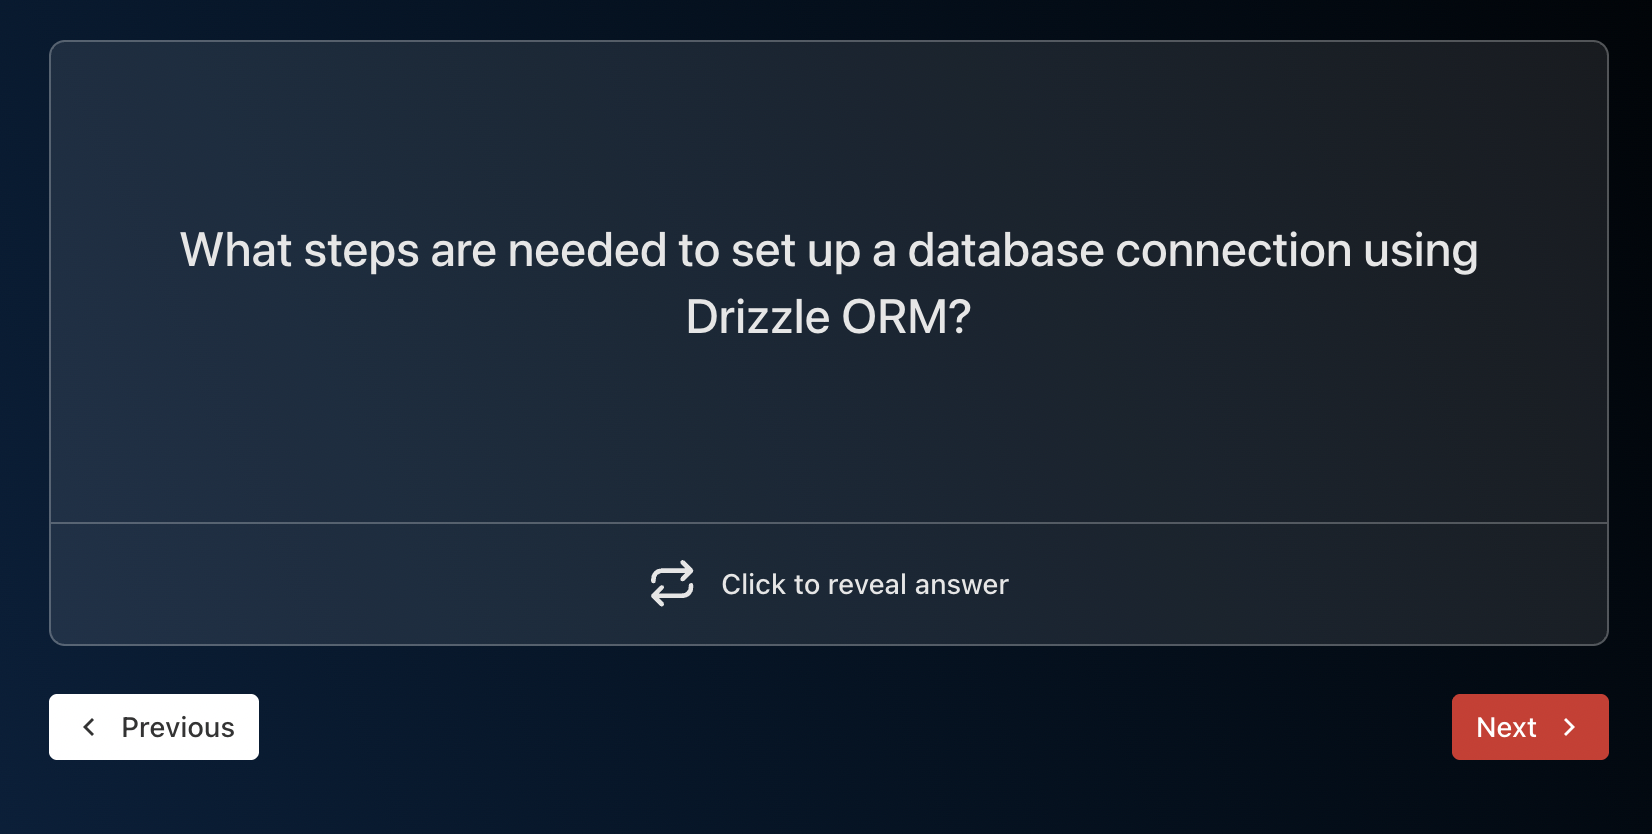 What steps are needed to set up a database connection using
Drizzle ORM?
Click to reveal answer
Previous
Next